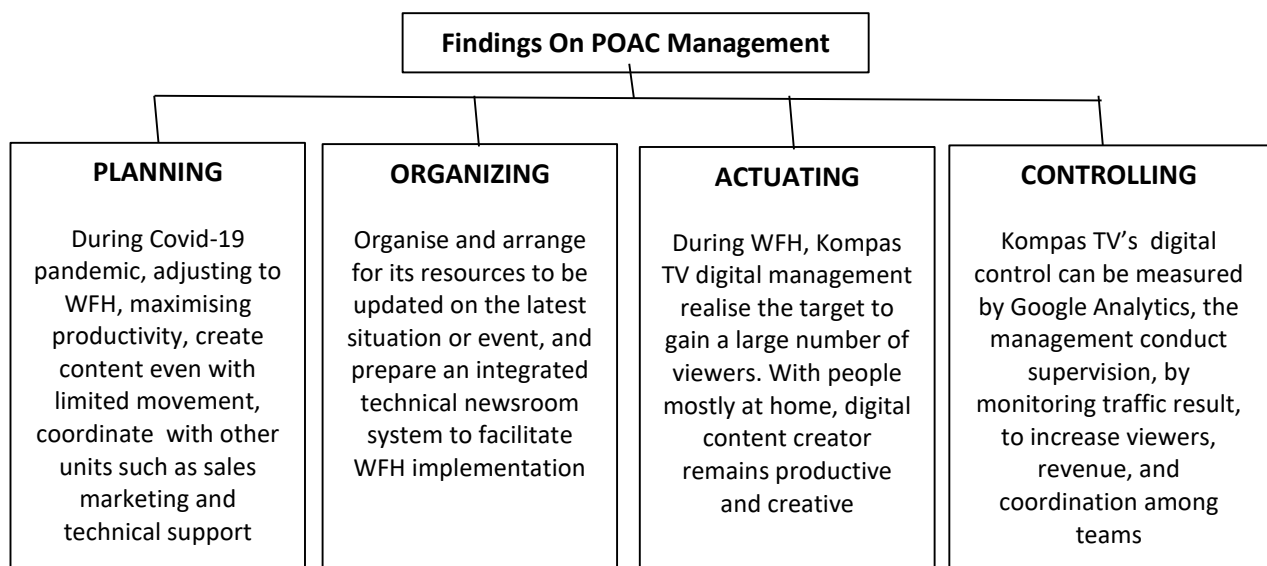 Findings On POAC Management
PLANNING
During Covid-19
pandemic, adjusting to
WFH, maximising
productivity, create
content even with
limited movement,
coordinate with other
units such as sales
marketing and
technical support
ORGANIZING
Organise and arrange
for its resources to be
updated on the latest
situation or event, and
prepare an integrated
technical newsroom
system to facilitate
WFH implementation
ACTUATING
During WFH, Kompas
TV digital management
realise the target to
gain a large number of
viewers. With people
mostly at home, digital
content creator
remains productive
and creative
CONTROLLING
Kompas TV’s digital
control can be measured
by Google Analytics, the
management conduct
supervision, by
monitoring traffic result,
to increase viewers,
revenue, and
coordination among
teams